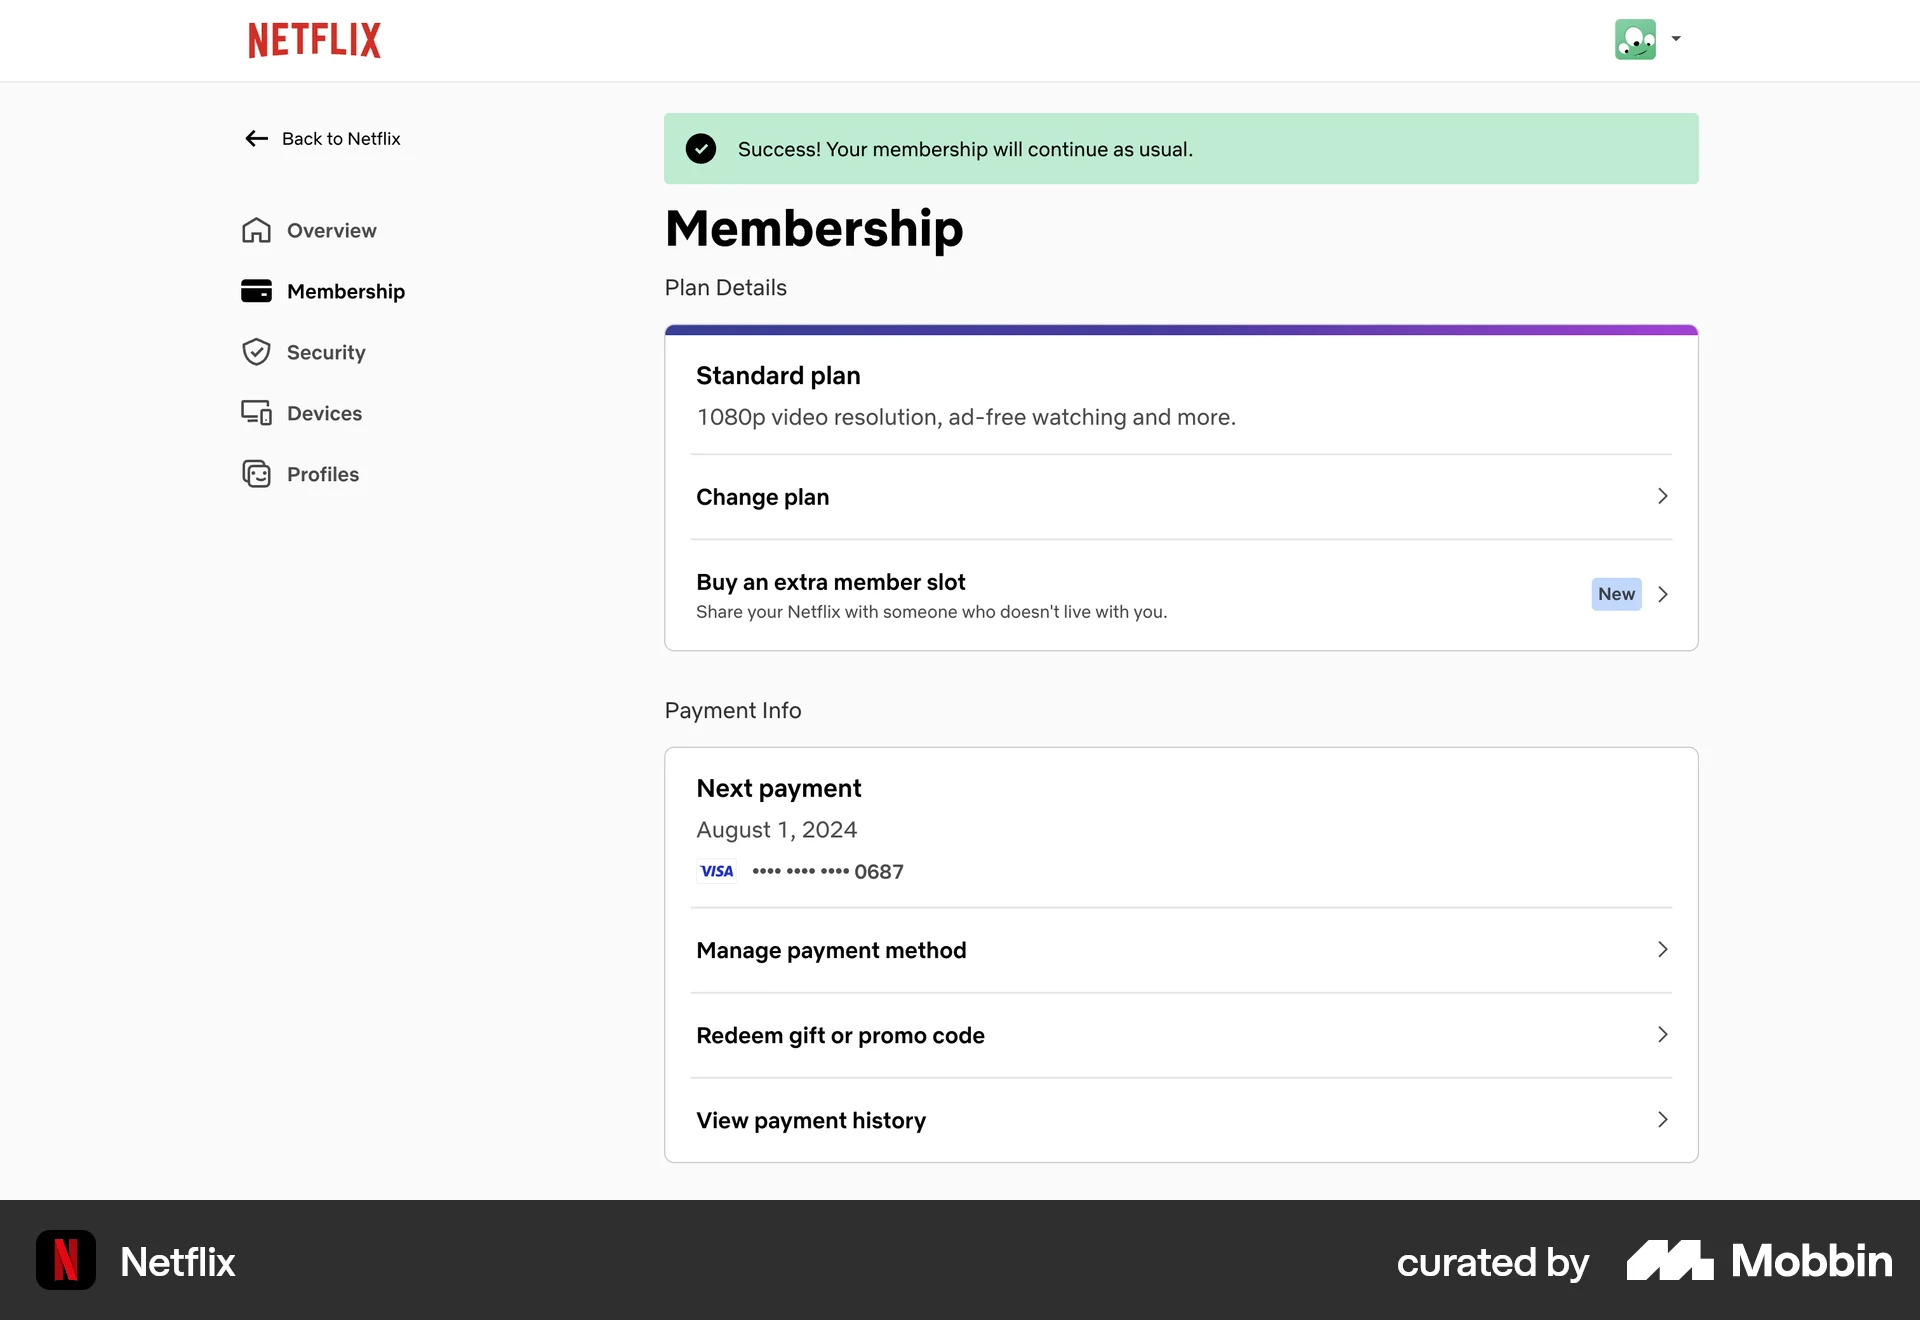 NETFLIX
Back to Netflix
Overview
Membership
Security
Devices
Profiles
Success! Your membership will continue as usual.
Membership
Plan Details
Standard plan
1080p video resolution, ad-free watching and more.
Change plan
Buy an extra member slot
New
Share your Netflix with someone who doesn't live with you.
Payment Info
Next payment
August 1, 2024
VISA •••• •••• •••• 0687
Manage payment method
Redeem gift or promo code
View payment history
N Netflix
curated by Mobbin